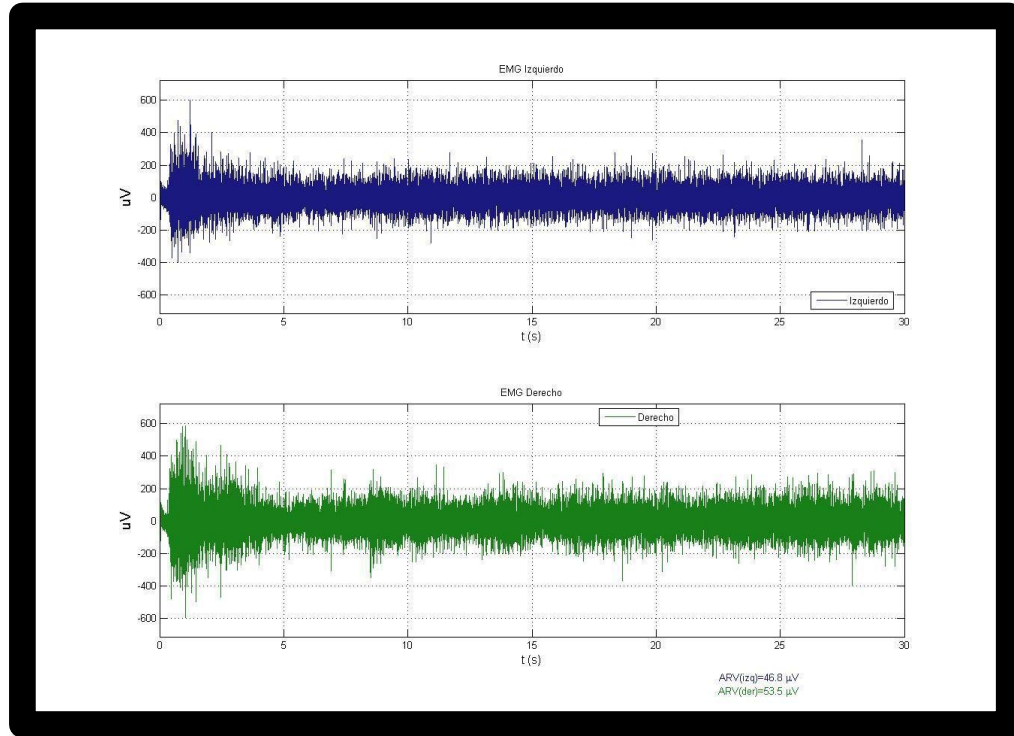 EMG Izquierdo
600
400
200
0
-200
-400
-600
uV
Izquierdo
0 5 10 15 20 25 30
t (s)
EMG Derecho
Derecho
600
400
200
0
-200
-400
-600
uV
0 5 10 15 20 25 30
t (s)
ARV(izq)=46.8 µV
ARV(der)=53.5 µV